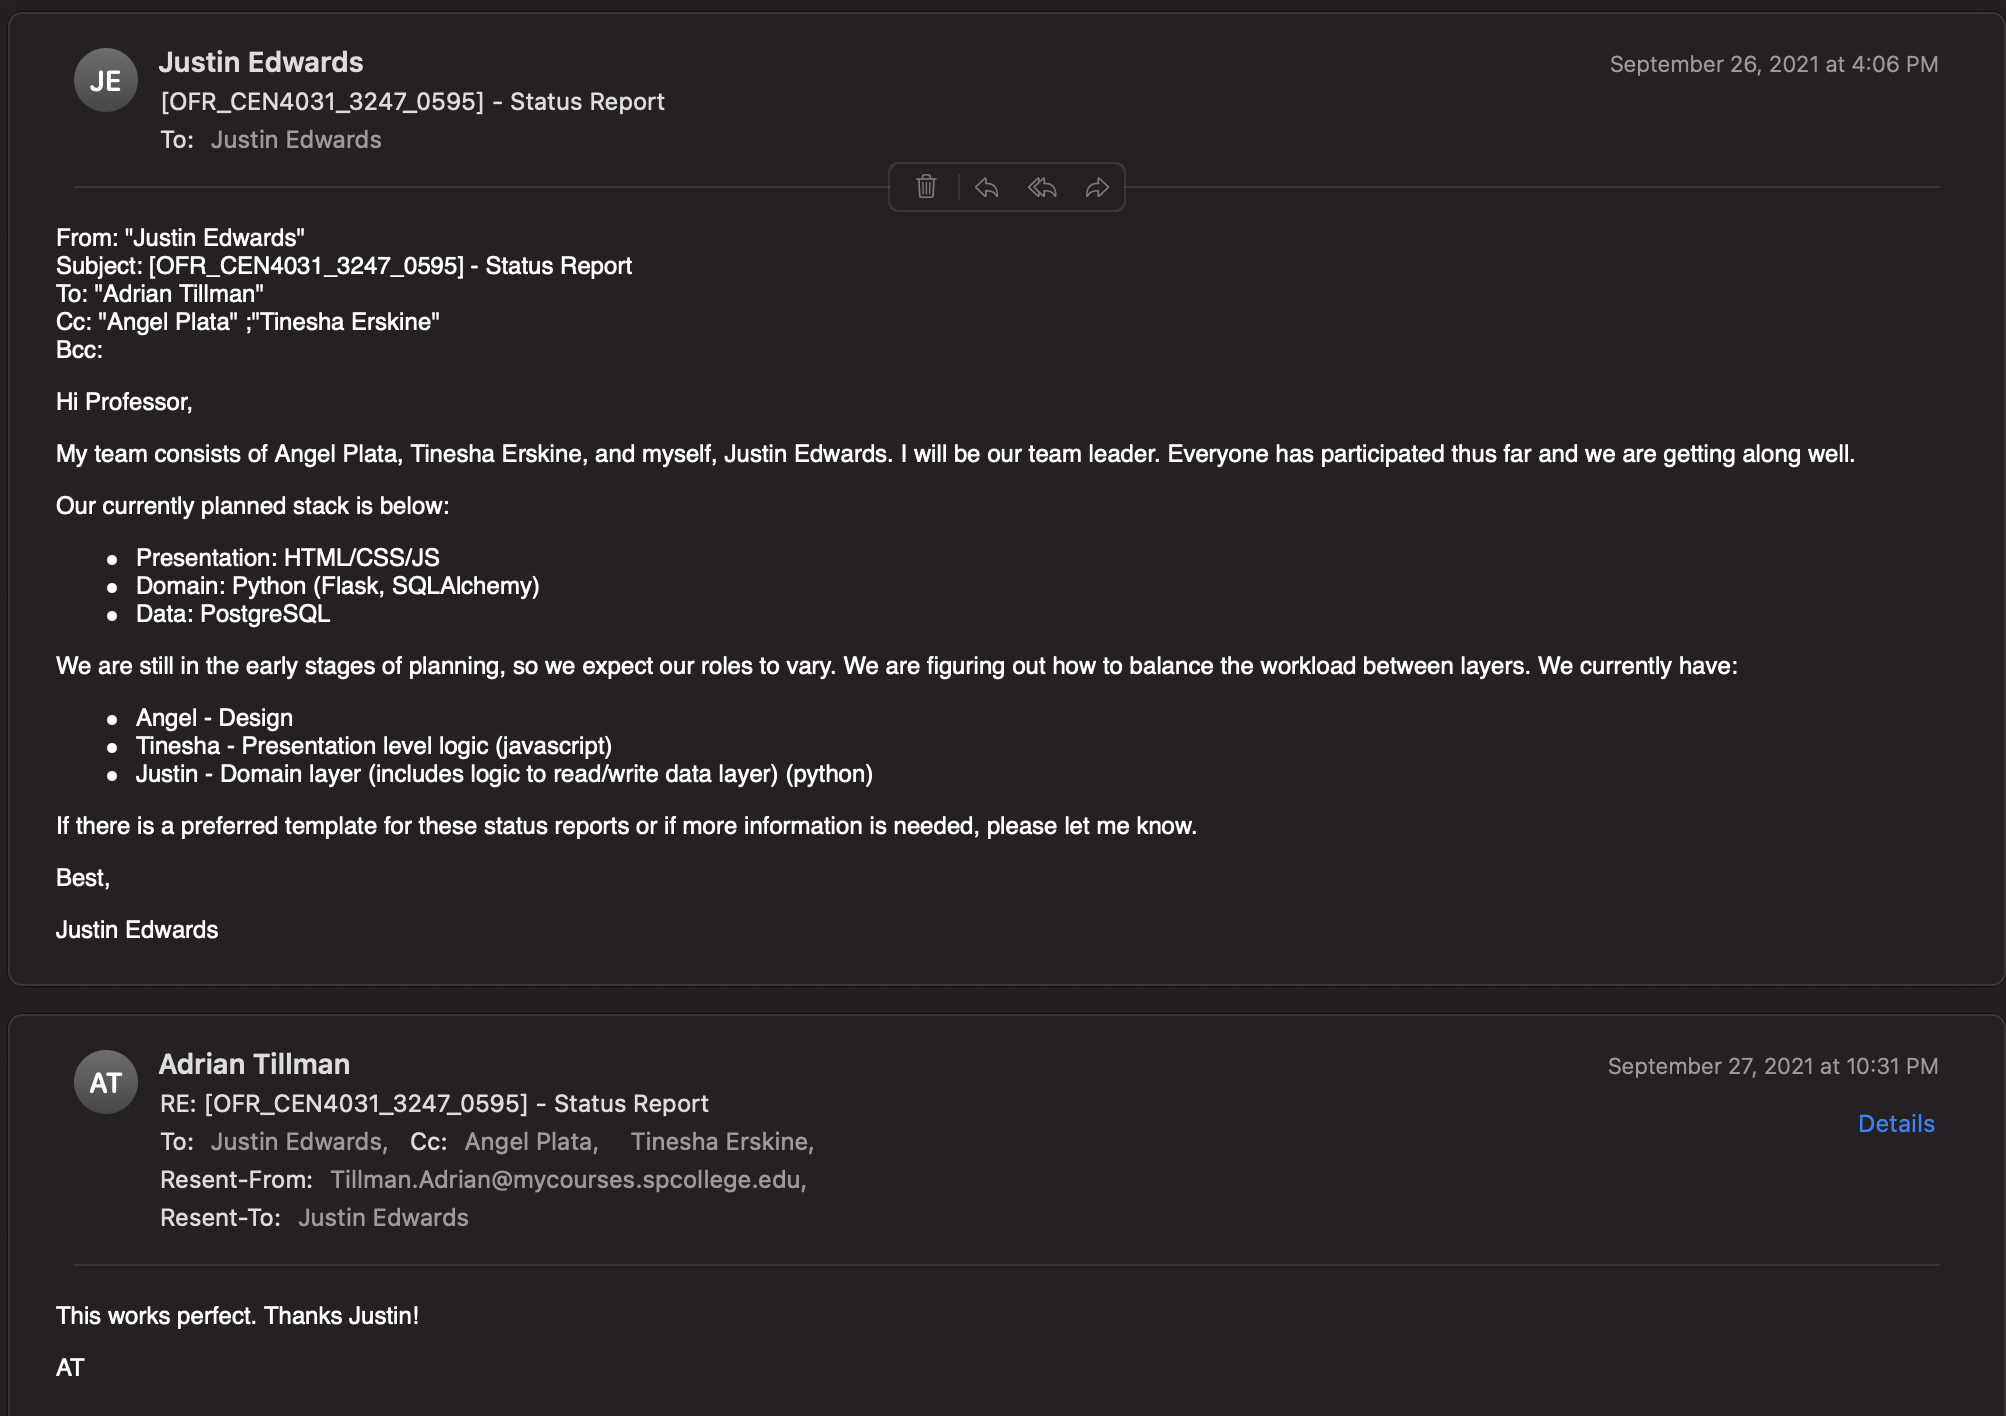 JE
Justin Edwards
September 26, 2021 at 4:06 PM
[OFR_CEN4031_3247_0595] - Status Report
To: Justin Edwards
From: "Justin Edwards"
Subject: [OFR_CEN4031_3247_0595] - Status Report
To: "Adrian Tillman"
Cc: "Angel Plata" ;"Tinesha Erskine"
Bcc:
Hi Professor,
My team consists of Angel Plata, Tinesha Erskine, and myself, Justin Edwards. I will be our team leader. Everyone has participated thus far and we are getting along well.
Our currently planned stack is below:
● Presentation: HTML/CSS/JS
● Domain: Python (Flask, SQLAlchemy)
● Data: PostgreSQL
We are still in the early stages of planning, so we expect our roles to vary. We are figuring out how to balance the workload between layers. We currently have:
● Angel - Design
● Tinesha - Presentation level logic (javascript)
● Justin - Domain layer (includes logic to read/write data layer) (python)
If there is a preferred template for these status reports or if more information is needed, please let me know.
Best,
Justin Edwards
AT
Adrian Tillman
September 27, 2021 at 10:31 PM
RE: [OFR_CEN4031_3247_0595] - Status Report
Details
To: Justin Edwards, Cc: Angel Plata, Tinesha Erskine,
Resent-From: Tillman.Adrian@mycourses.spcollege.edu,
Resent-To: Justin Edwards
This works perfect. Thanks Justin!
AT